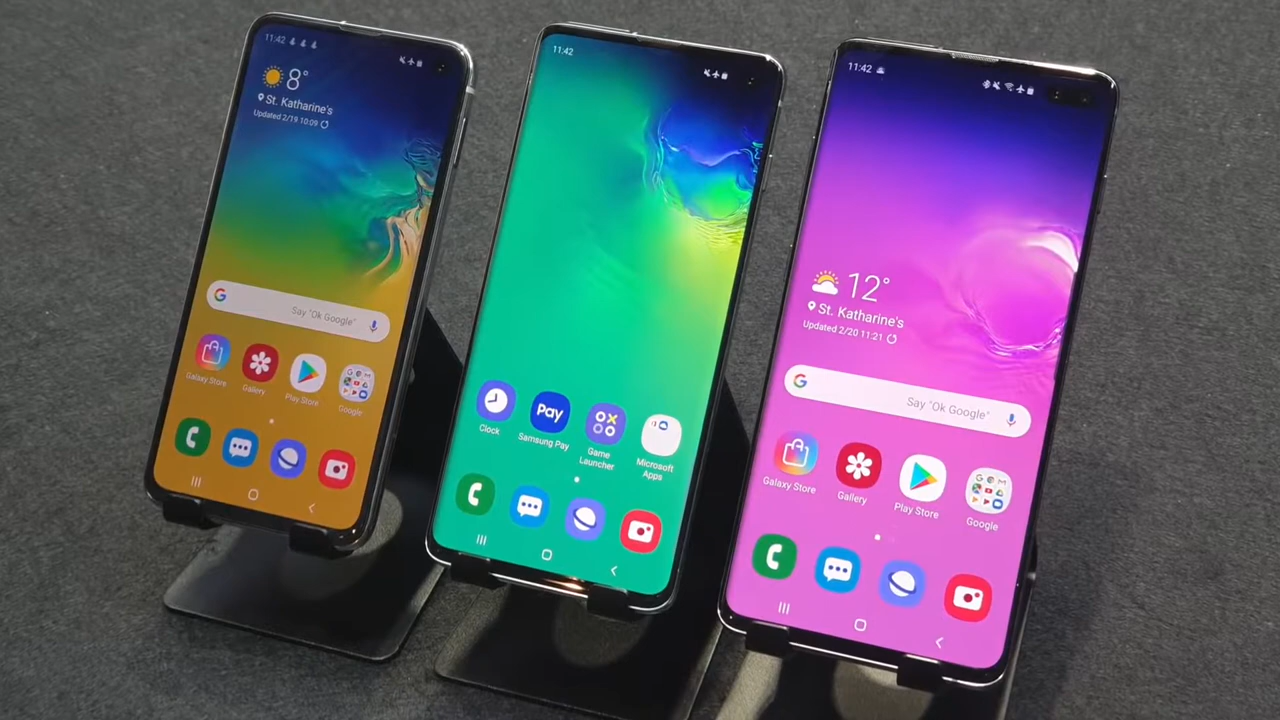 11:42
8°
St. Katharine's
Updated 2/19 10:09
G
Say "Ok Google"
Galaxy Store
Gallery
Play Store
Google
11:42
Clock
Pay
Samsung Pay
Game
Launcher
Microsoft
Apps
11:42
12°
St. Katharine's
Updated 2/20 11:21
G
Say "Ok Google"
Galaxy Store
Gallery
Play Store
Google